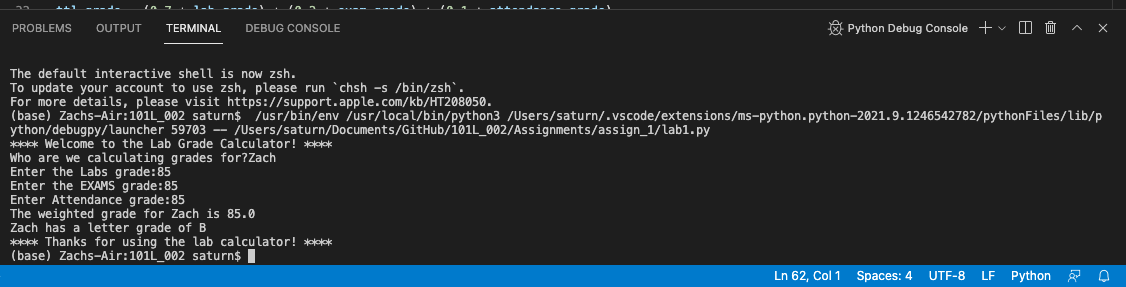 PROBLEMS OUTPUT TERMINAL DEBUG CONSOLE Python Debug Console
The default interactive shell is now zsh.
To update your account to use zsh, please run `chsh -s /bin/zsh`.
For more details, please visit https://support.apple.com/kb/HT208050.
(base) Zachs-Air:101L_002 saturn$  /usr/bin/env /usr/local/bin/python3 /Users/saturn/.vscode/extensions/ms-python.python-2021.9.1246542782/pythonFiles/lib/p
ython/debugpy/launcher 59703 -- /Users/saturn/Documents/GitHub/101L_002/Assignments/assign_1/lab1.py
**** Welcome to the Lab Grade Calculator! ****
Who are we calculating grades for?Zach
Enter the Labs grade:85
Enter the EXAMS grade:85
Enter Attendance grade:85
The weighted grade for Zach is 85.0
Zach has a letter grade of B
**** Thanks for using the lab calculator! ****
(base) Zachs-Air:101L_002 saturn$
Ln 62, Col 1 Spaces: 4 UTF-8 LF Python